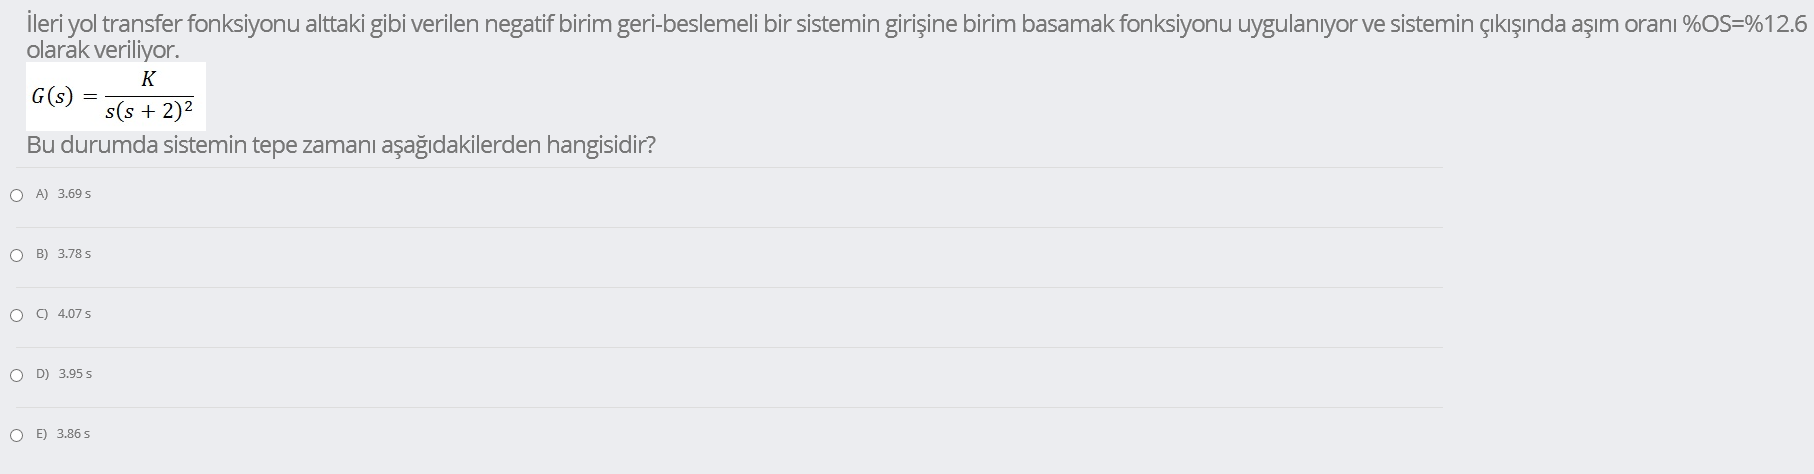 İleri yol transfer fonksiyonu alttaki gibi verilen negatif birim geri-beslemeli bir sistemin girişine birim basamak fonksiyonu uygulanıyor ve sistemin çıkışında aşım oranı %OS=%12.6
olarak veriliyor.
G(s) = K / s(s + 2)²
Bu durumda sistemin tepe zamanı aşağıdakilerden hangisidir?
A) 3.69 s
B) 3.78 s
C) 4.07 s
D) 3.95 s
E) 3.86 s